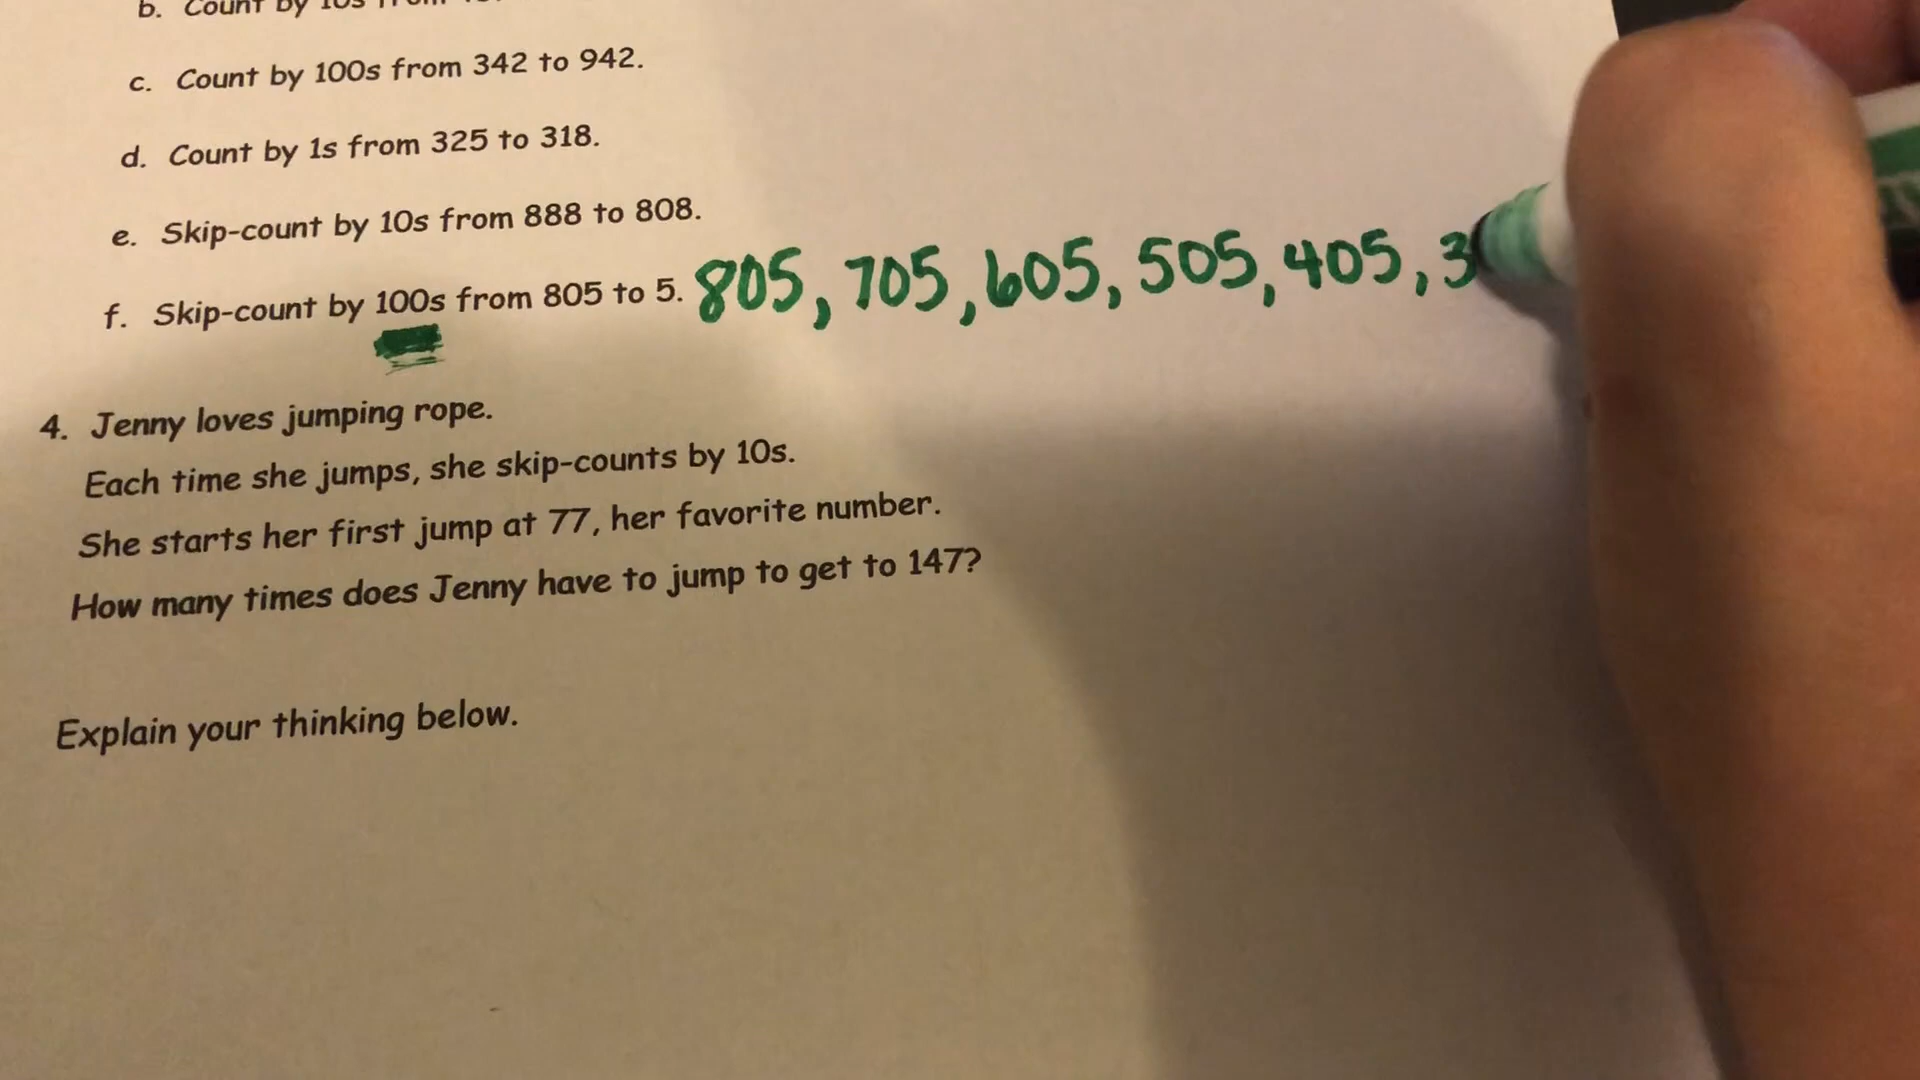 b. Count by 10s from
c. Count by 100s from 342 to 942.
d. Count by 1s from 325 to 318.
e. Skip-count by 10s from 888 to 808.
f. Skip-count by 100s from 805 to 5. 805, 705, 605, 505, 405, 3
4. Jenny loves jumping rope.
Each time she jumps, she skip-counts by 10s.
She starts her first jump at 77, her favorite number.
How many times does Jenny have to jump to get to 147?
Explain your thinking below.